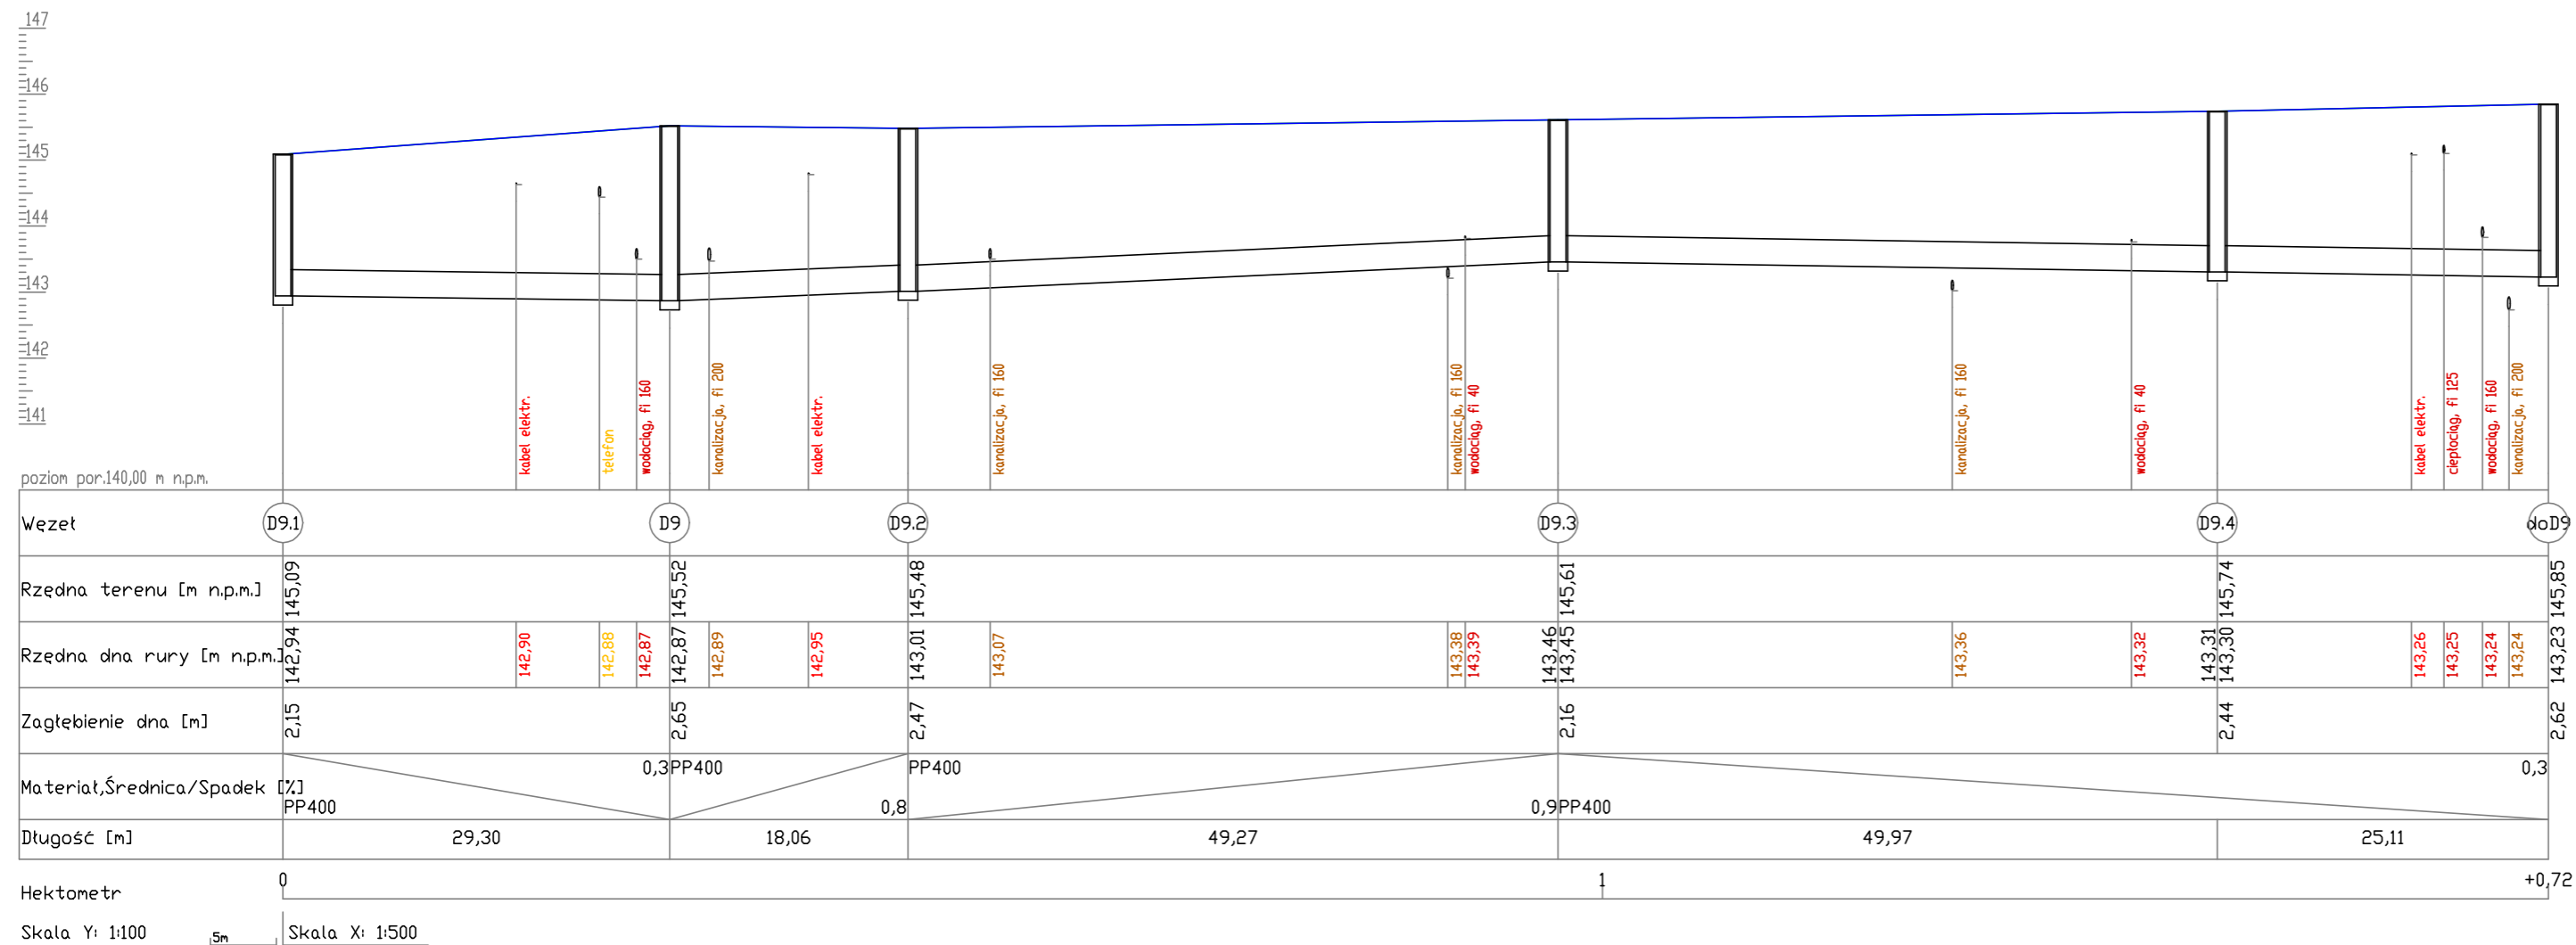 147
146
145
144
143
142
141
poziom por.140,00 m n.p.m.
kabel elektr.
telefon
wodociąg, fi 160
kanalizacja, fi 200
kabel elektr.
kanalizacja, fi 160
kanalizacja, fi 160
wodociąg, fi 40
kanalizacja, fi 160
wodociąg, fi 40
kabel elektr.
ciepłociąg, fi 125
wodociąg, fi 160
kanalizacja, fi 200
Węzeł D9.1 D9 D9.2 D9.3 D9.4 doD9
Rzędna terenu [m n.p.m.] 145,09 145,52 145,48 145,61 145,74 145,85
Rzędna dna rury [m n.p.m.] 142,94 142,90 142,88 142,87 142,87 142,89 142,95 143,01 143,07 143,38 143,39 143,46 143,45 143,36 143,32 143,31 143,30 143,26 143,25 143,24 143,24 143,23
Zagłębienie dna [m] 2,15 2,65 2,47 2,16 2,44 2,62
0,3 PP400 PP400 0,3
Materiał,Średnica/Spadek [%]
PP400 0,8 0,9 PP400
Długość [m] 29,30 18,06 49,27 49,97 25,11
Hektometr 0 1 +0,72
Skala Y: 1:100 5m Skala X: 1:500